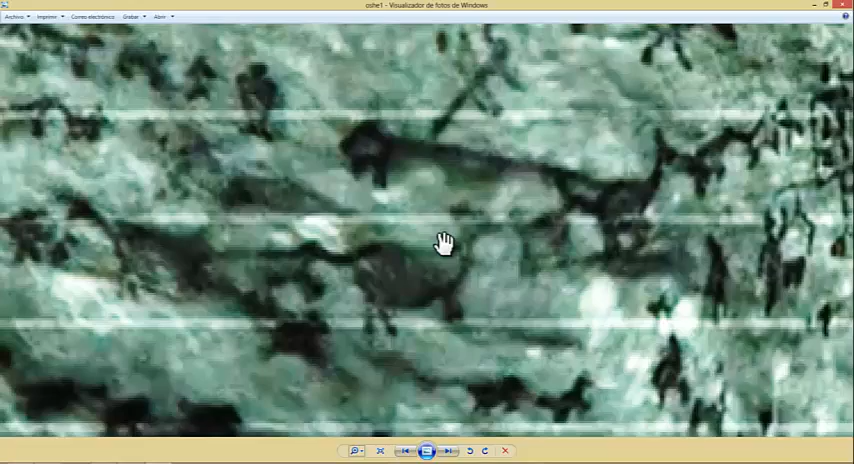 oshe1 - Visualizador de fotos de Windows
Archivo Imprimir Correo electrónico Grabar Abrir